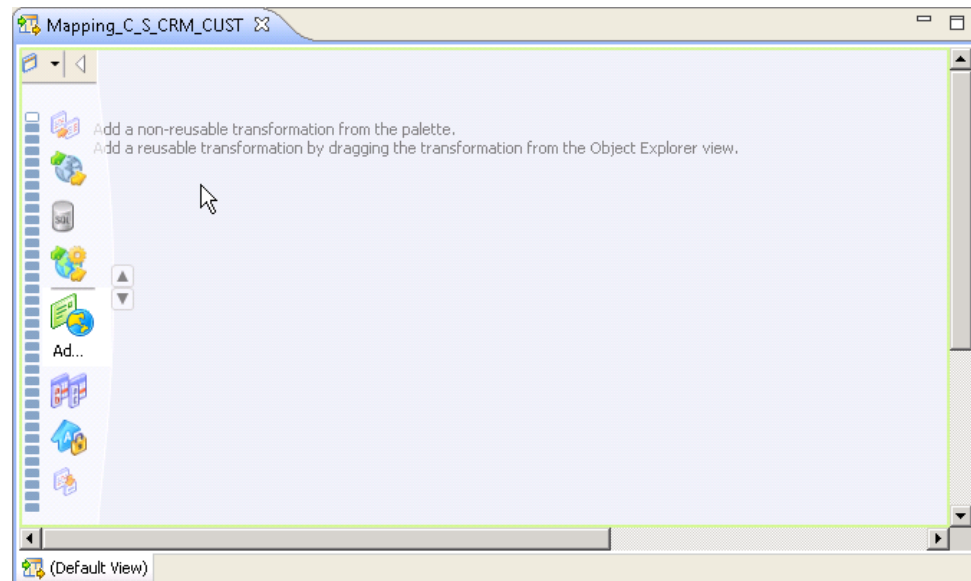 Mapping_C_S_CRM_CUST
Add a non-reusable transformation from the palette.
Add a reusable transformation by dragging the transformation from the Object Explorer view.
SQL
Ad...
(Default View)